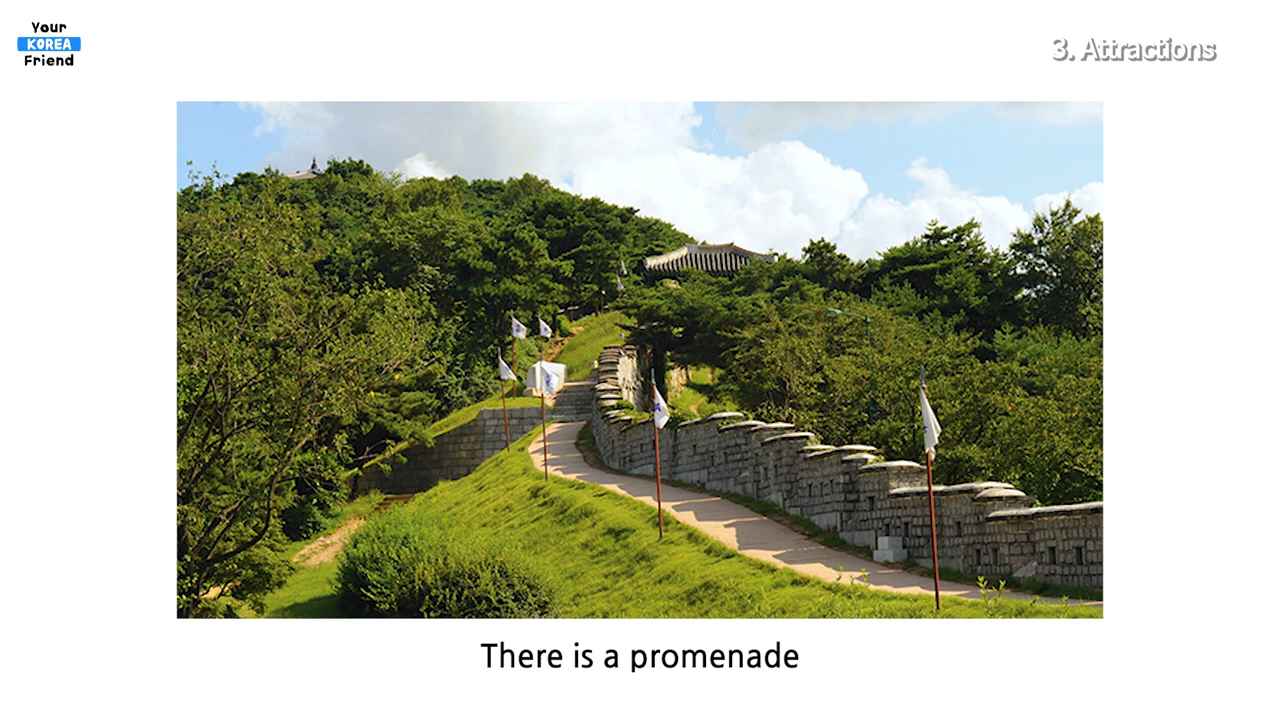 Your
KOREA
Friend
3. Attractions
There is a promenade